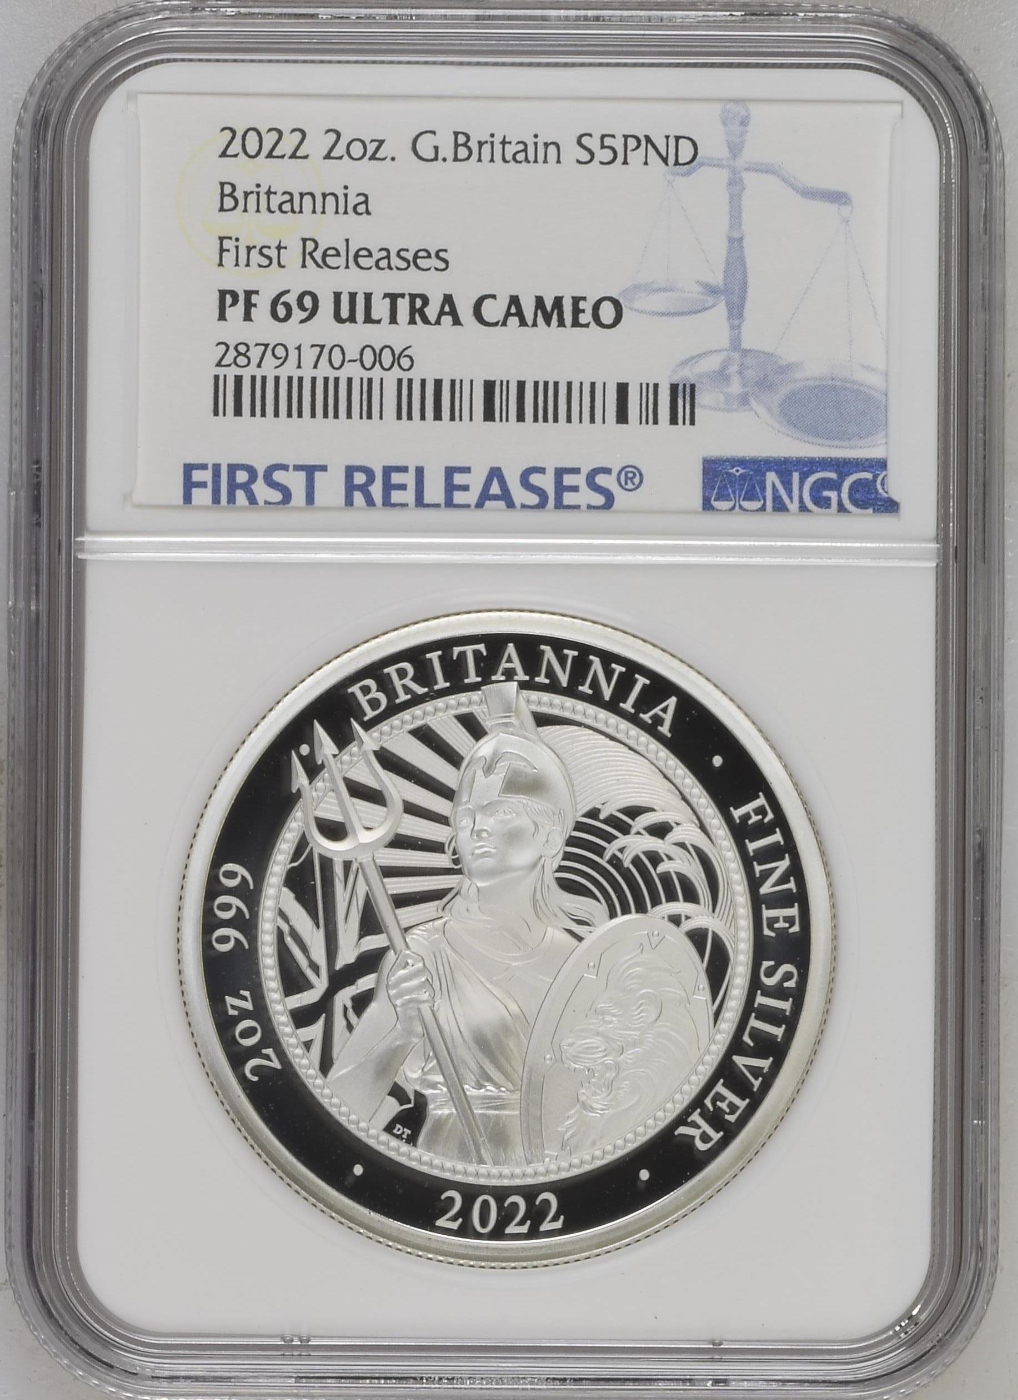 2022 2oz. G.Britain S5PND
Britannia
First Releases
PF 69 ULTRA CAMEO
2879170-006
FIRST RELEASES®
NGC
BRITANNIA
· FINE SILVER ·
2022
· 2oz 999 ·
DT